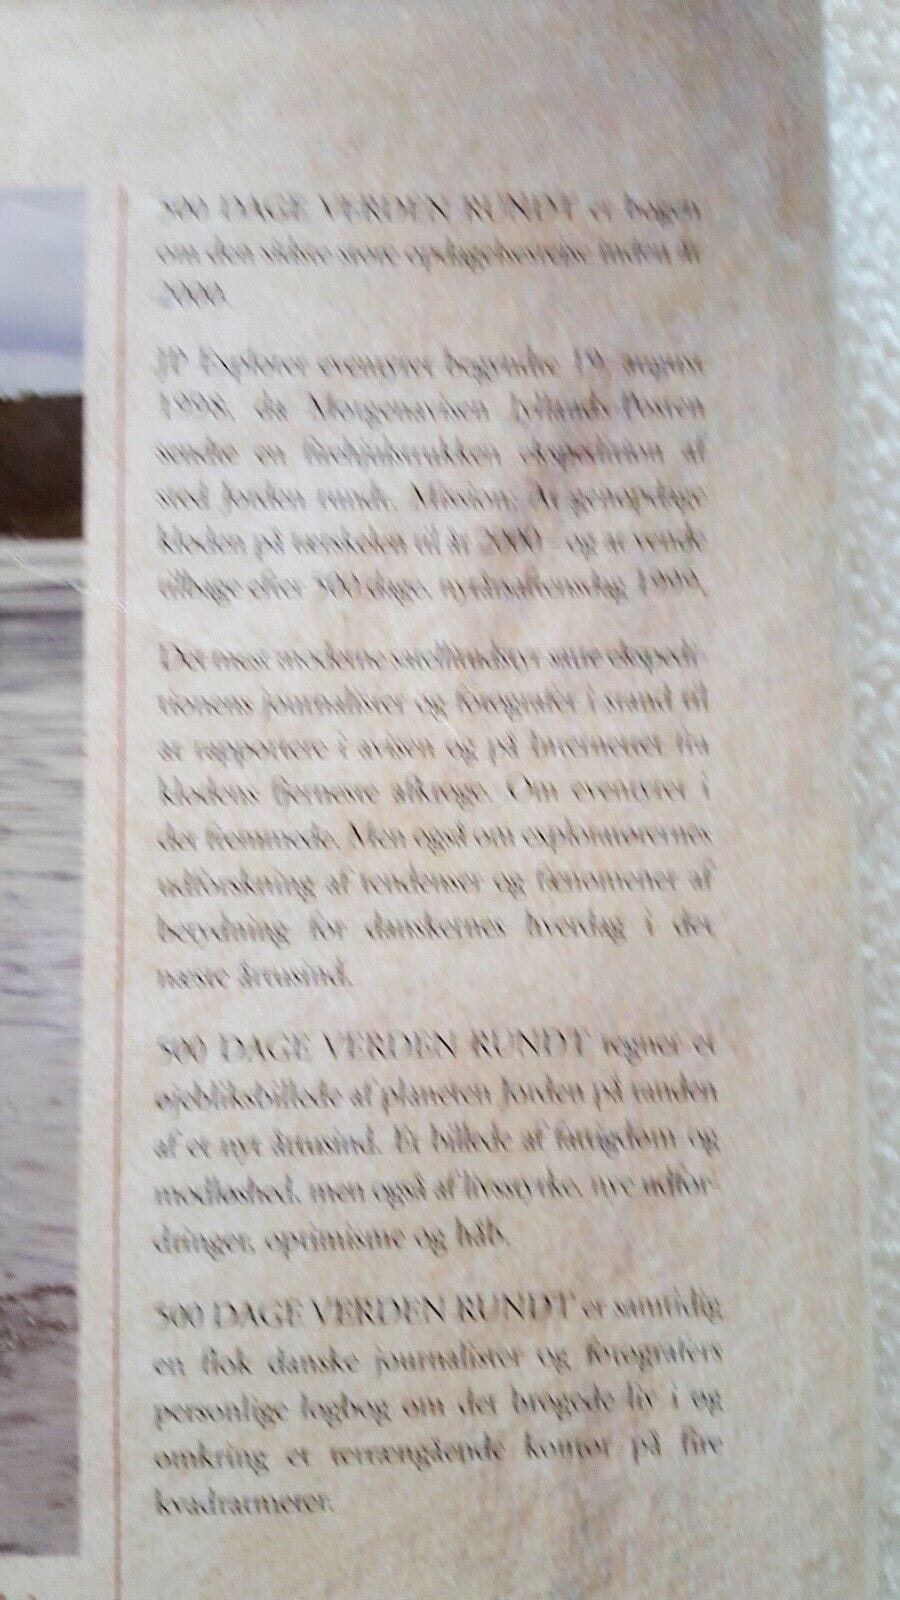 500 DAGE VERDEN RUNDT er bogen
om den sidste store opdagelsesrejse inden år
2000.
JP Explorer eventyret begyndte 19. august
1998, da Morgenavisen Jyllands-Posten
sendte en firehjulstrukken ekspedition af
sted Jorden rundt. Mission: At genopdage
kloden på tærskelen til år 2000 - og at vende
tilbage efter 500 dage, nytårsaftensdag 1999.
Det mest moderne satellitudstyr satte ekspedi-
tionens journalister og fotografer i stand til
at rapportere i avisen og på Internettet fra
klodens fjerneste afkroge. Om eventyret i
det fremmede. Men også om eksploratørernes
udforskning af tendenser og fænomener af
betydning for danskernes hverdag i det
næste årtusind.
500 DAGE VERDEN RUNDT tegner et
øjebliksbillede af planeten Jorden på randen
af et nyt årtusind. Et billede af fattigdom og
modløshed, men også af livsstyrke, nye udfor-
dringer, optimisme og håb.
500 DAGE VERDEN RUNDT er samtidig
en flok danske journalister og fotografers
personlige logbog om det brogede liv i og
omkring et terrængående kontor på fire
kvadratmeter.